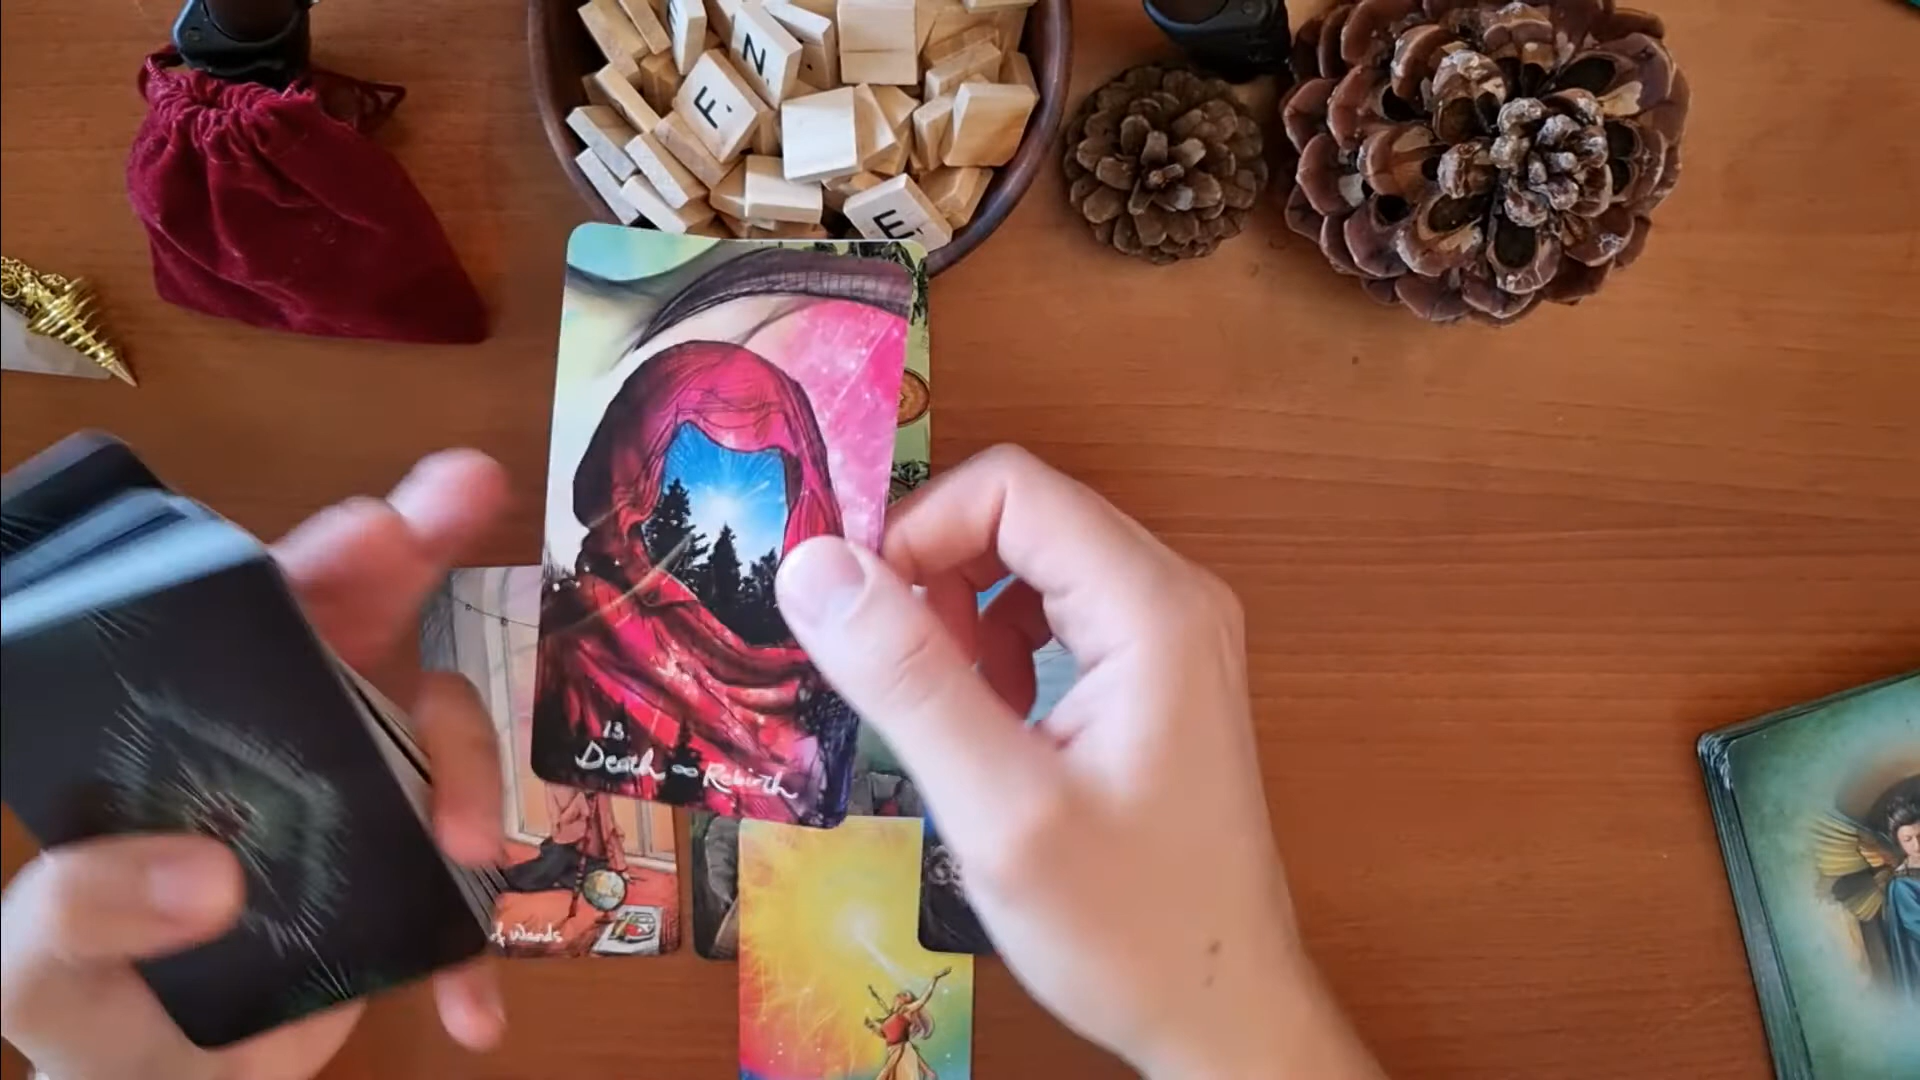 Z
F
E
13.
Death ∞ Rebirth
of Wands